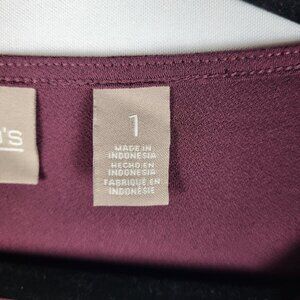 's
1
MADE IN
INDONESIA
HECHO EN
INDONESIA
FABRIQUÉ EN
INDONÉSIE